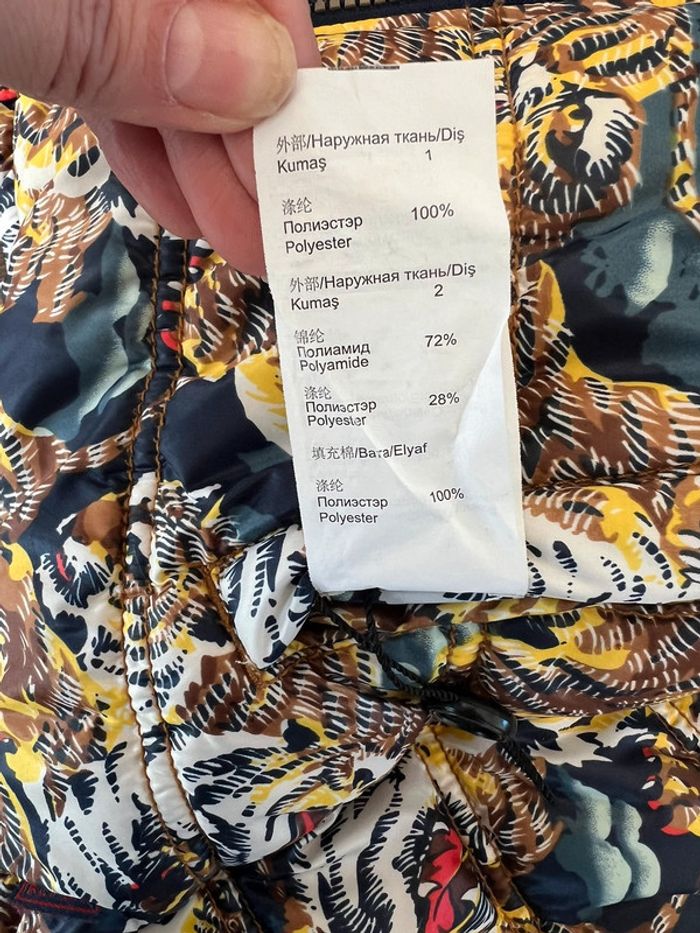 外部/Наружная ткань/Diş
Kumaş 1
涤纶
Полиэстэр 100%
Polyester
外部/Наружная ткань/Diş
Kumaş 2
锦纶
Полиамид 72%
Polyamide
涤纶
Полиэстэр 28%
Polyester
填充棉/Вата/Elyaf
涤纶
Полиэстэр 100%
Polyester